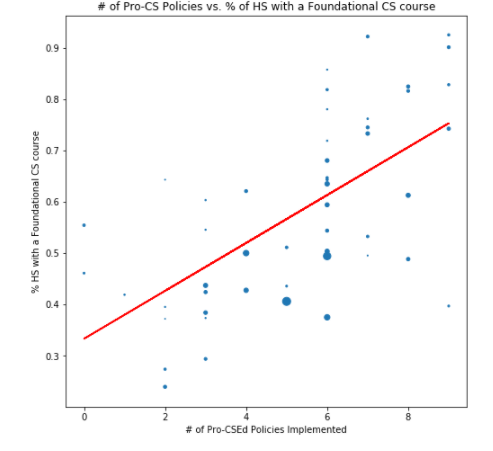 # of Pro-CS Policies vs. % of HS with a Foundational CS course
% HS with a Foundational CS course
0.9
0.8
0.7
0.6
0.5
0.4
0.3
0 2 4 6 8
# of Pro-CSEd Policies Implemented